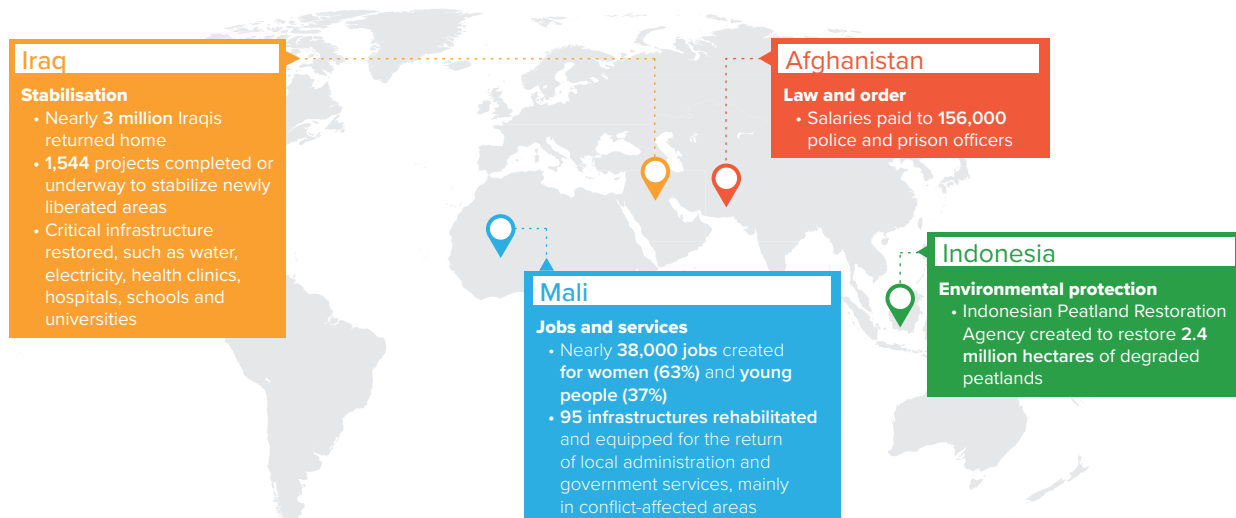 Iraq
Stabilisation
• Nearly 3 million Iraqis
returned home
• 1,544 projects completed or
underway to stabilize newly
liberated areas
• Critical infrastructure
restored, such as water,
electricity, health clinics,
hospitals, schools and
universities
Afghanistan
Law and order
• Salaries paid to 156,000
police and prison officers
Mali
Jobs and services
• Nearly 38,000 jobs created
for women (63%) and young
people (37%)
• 95 infrastructures rehabilitated
and equipped for the return
of local administration and
government services, mainly
in conflict-affected areas
Indonesia
Environmental protection
• Indonesian Peatland Restoration
Agency created to restore 2.4
million hectares of degraded
peatlands